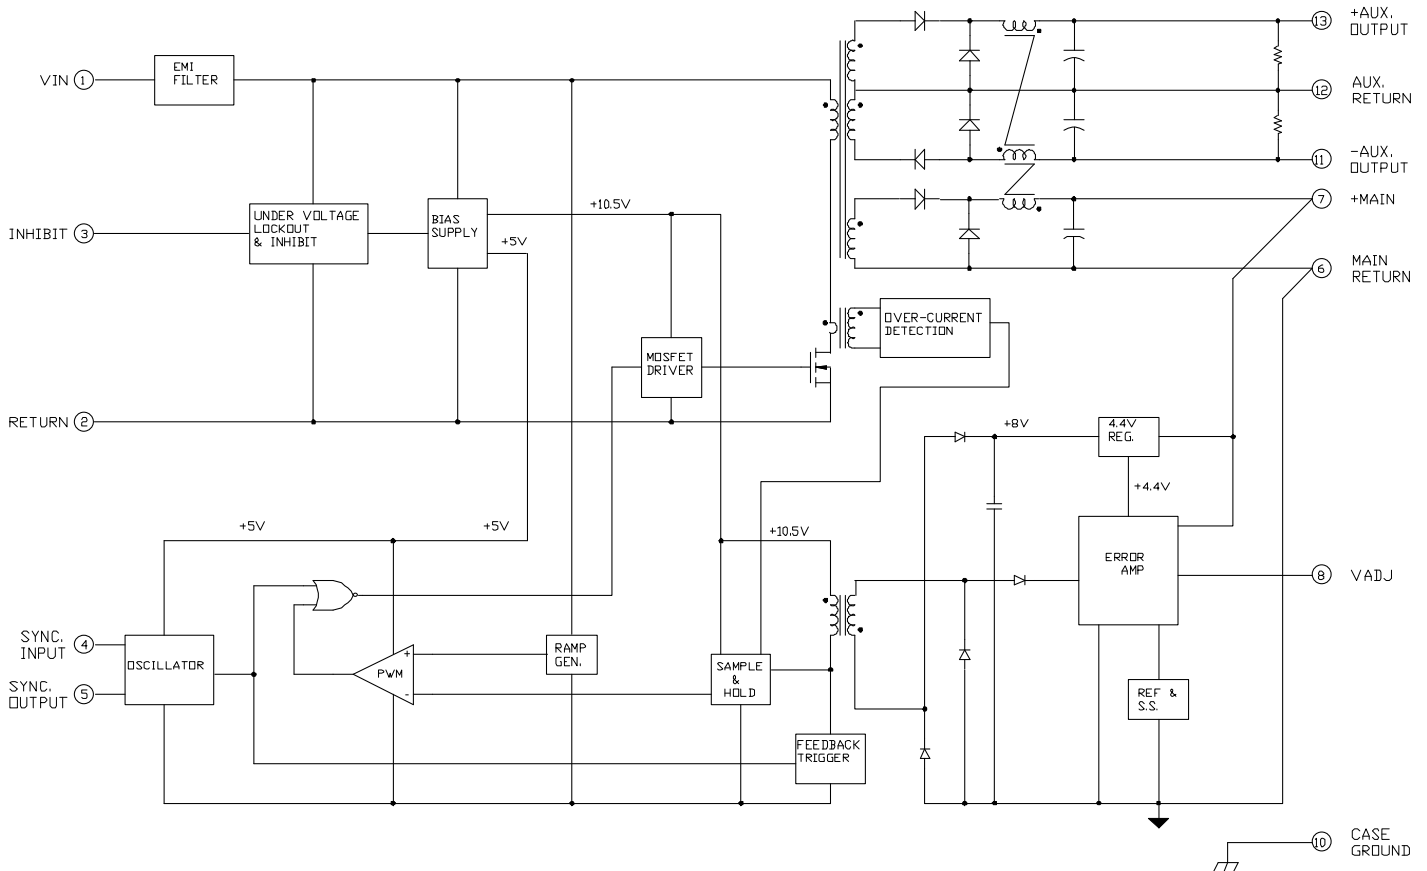 13
+AUX.
OUTPUT
EMI
FILTER
VIN 1
12
AUX.
RETURN
11
-AUX.
OUTPUT
+10.5V
7
+MAIN
UNDER VOLTAGE
LOCKOUT
& INHIBIT
BIAS
SUPPLY
INHIBIT 3
+5V
6
MAIN
RETURN
OVER-CURRENT
DETECTION
MOSFET
DRIVER
RETURN 2
+8V
4.4V
REG.
+4.4V
+5V
+5V
+10.5V
ERROR
AMP
8
VADJ
SYNC.
INPUT
4
OSCILLATOR
SYNC.
OUTPUT
5
+
PWM
-
RAMP
GEN.
SAMPLE
&
HOLD
REF &
S.S.
FEEDBACK
TRIGGER
10
CASE
GROUND